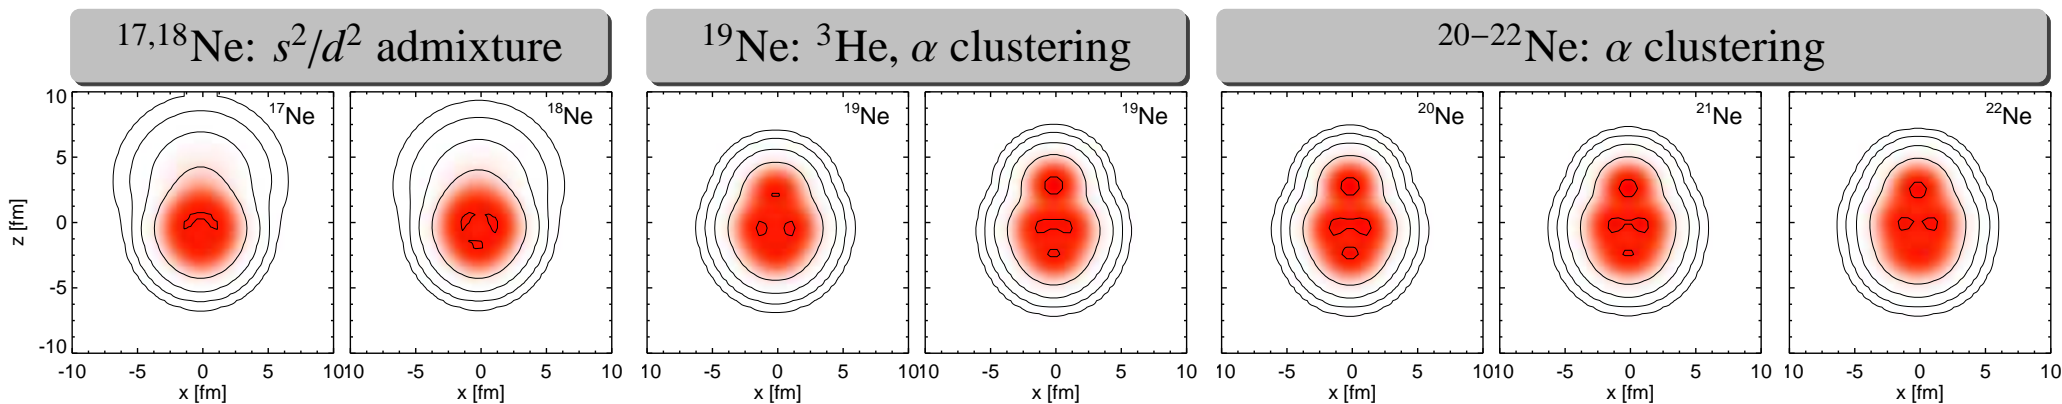 ¹⁷,¹⁸Ne: s²/d² admixture
¹⁹Ne: ³He, α clustering
²⁰⁻²²Ne: α clustering
¹⁷Ne
¹⁸Ne
¹⁹Ne
¹⁹Ne
²⁰Ne
²¹Ne
²²Ne
10
5
0
-5
-10
z [fm]
-10 -5 0 5 10
x [fm]
10 -5 0 5
x [fm]
-10 -5 0 5 10
x [fm]
10 -5 0 5 10
x [fm]
-10 -5 0 5 10
x [fm]
10 -5 0 5 10
x [fm]
10 -5 0 5 10
x [fm]